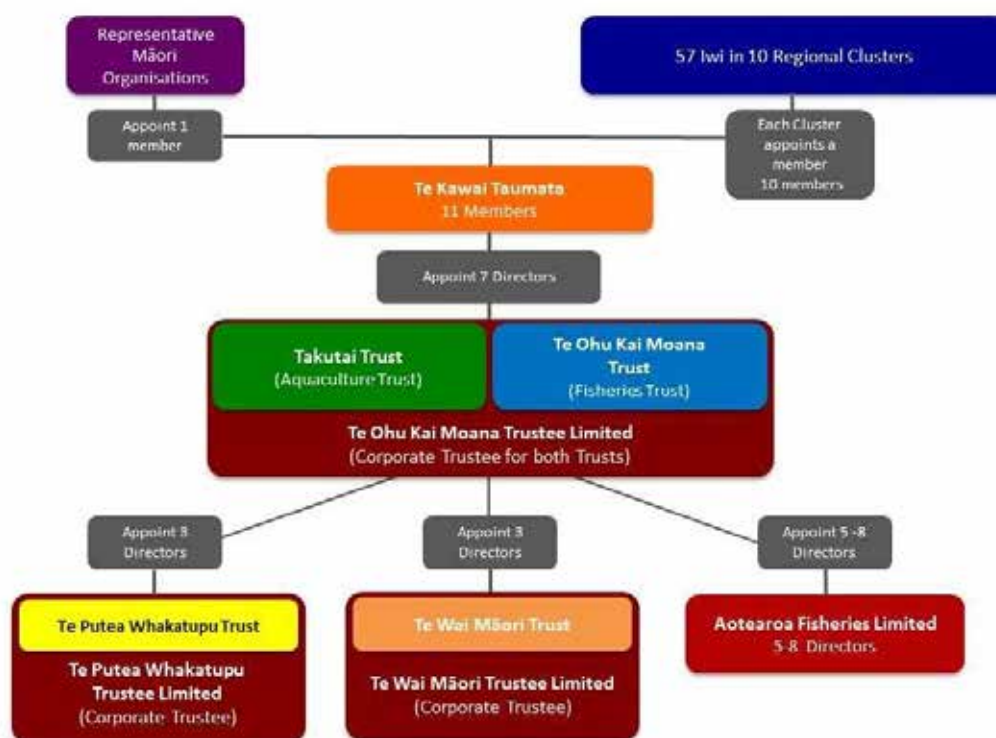 Representative
Māori
Organisations
57 Iwi in 10 Regional Clusters
Appoint 1
member
Each Cluster
appoints a
member
10 members
Te Kawai Taumata
11 Members
Appoint 7 Directors
Takutai Trust
(Aquaculture Trust)
Te Ohu Kai Moana
Trust
(Fisheries Trust)
Te Ohu Kai Moana Trustee Limited
(Corporate Trustee for both Trusts)
Appoint 3
Directors
Appoint 3
Directors
Appoint 5 -8
Directors
Te Putea Whakatupu Trust
Te Putea Whakatupu
Trustee Limited
(Corporate Trustee)
Te Wai Māori Trust
Te Wai Māori Trustee Limited
(Corporate Trustee)
Aotearoa Fisheries Limited
5-8 Directors